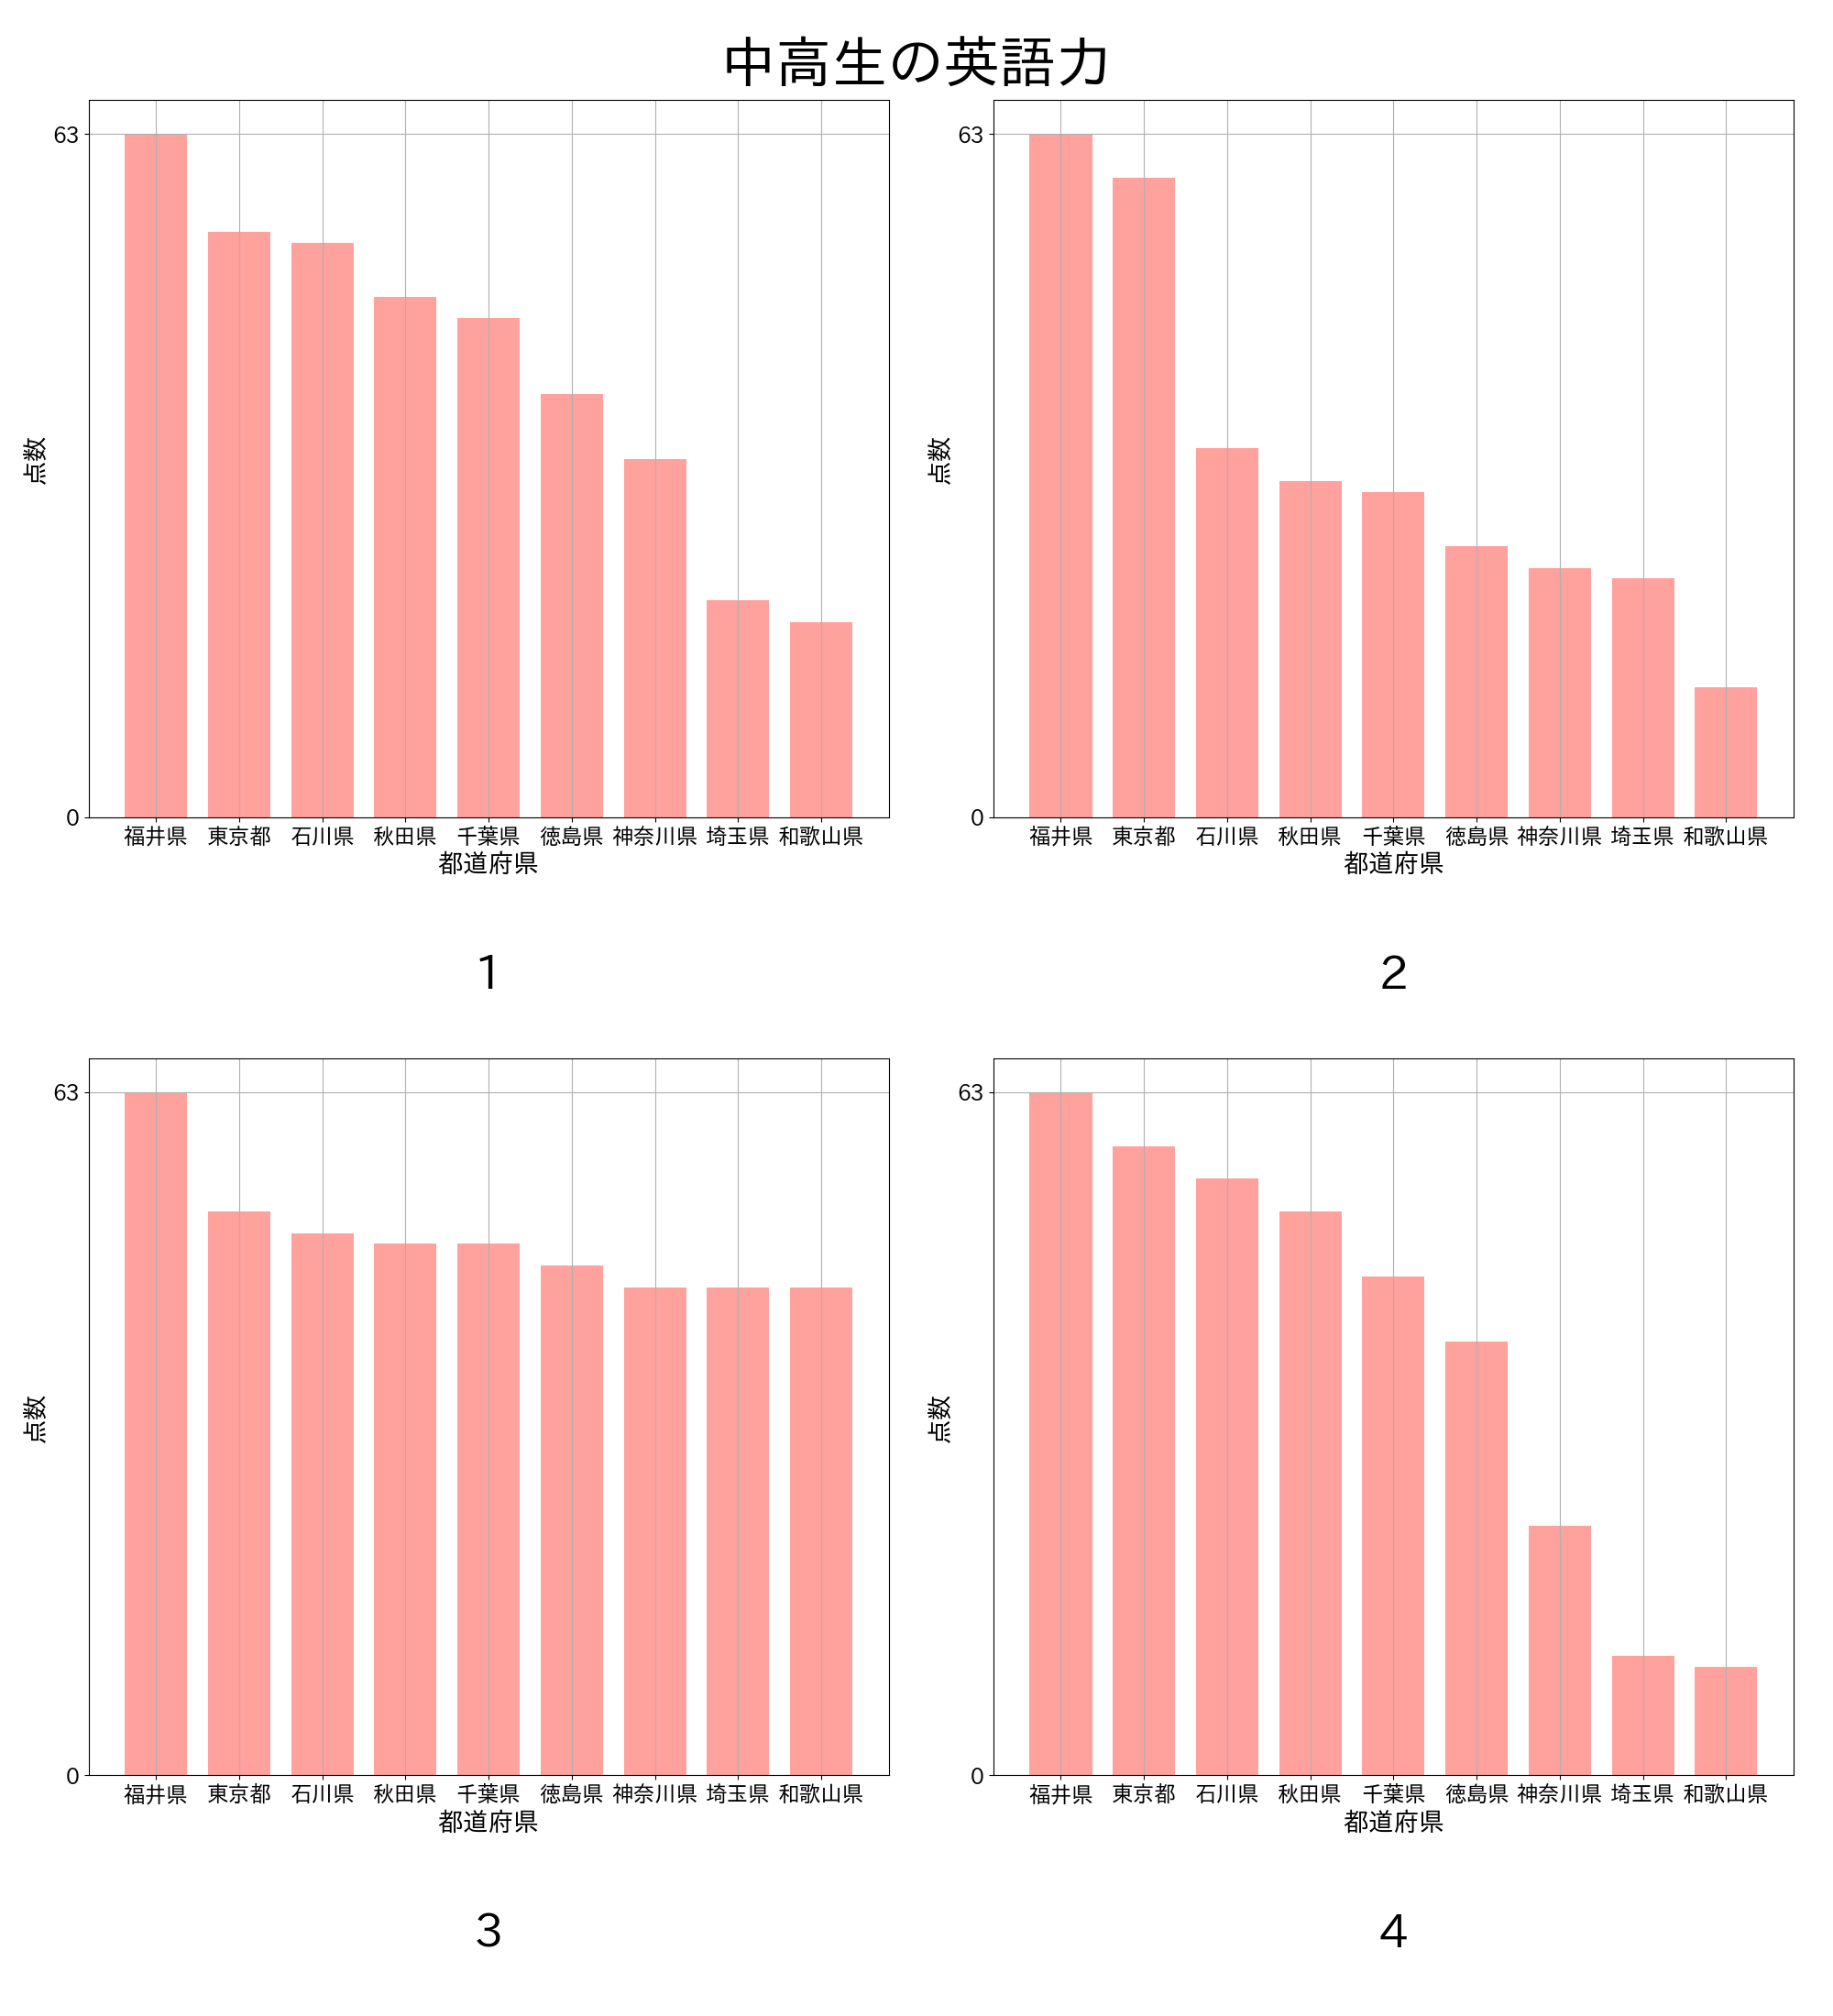 中高生の英語力
63
0
点数
福井県 東京都 石川県 秋田県 千葉県 徳島県 神奈川県 埼玉県 和歌山県
都道府県
1
63
0
点数
福井県 東京都 石川県 秋田県 千葉県 徳島県 神奈川県 埼玉県 和歌山県
都道府県
2
63
0
点数
福井県 東京都 石川県 秋田県 千葉県 徳島県 神奈川県 埼玉県 和歌山県
都道府県
3
63
0
点数
福井県 東京都 石川県 秋田県 千葉県 徳島県 神奈川県 埼玉県 和歌山県
都道府県
4